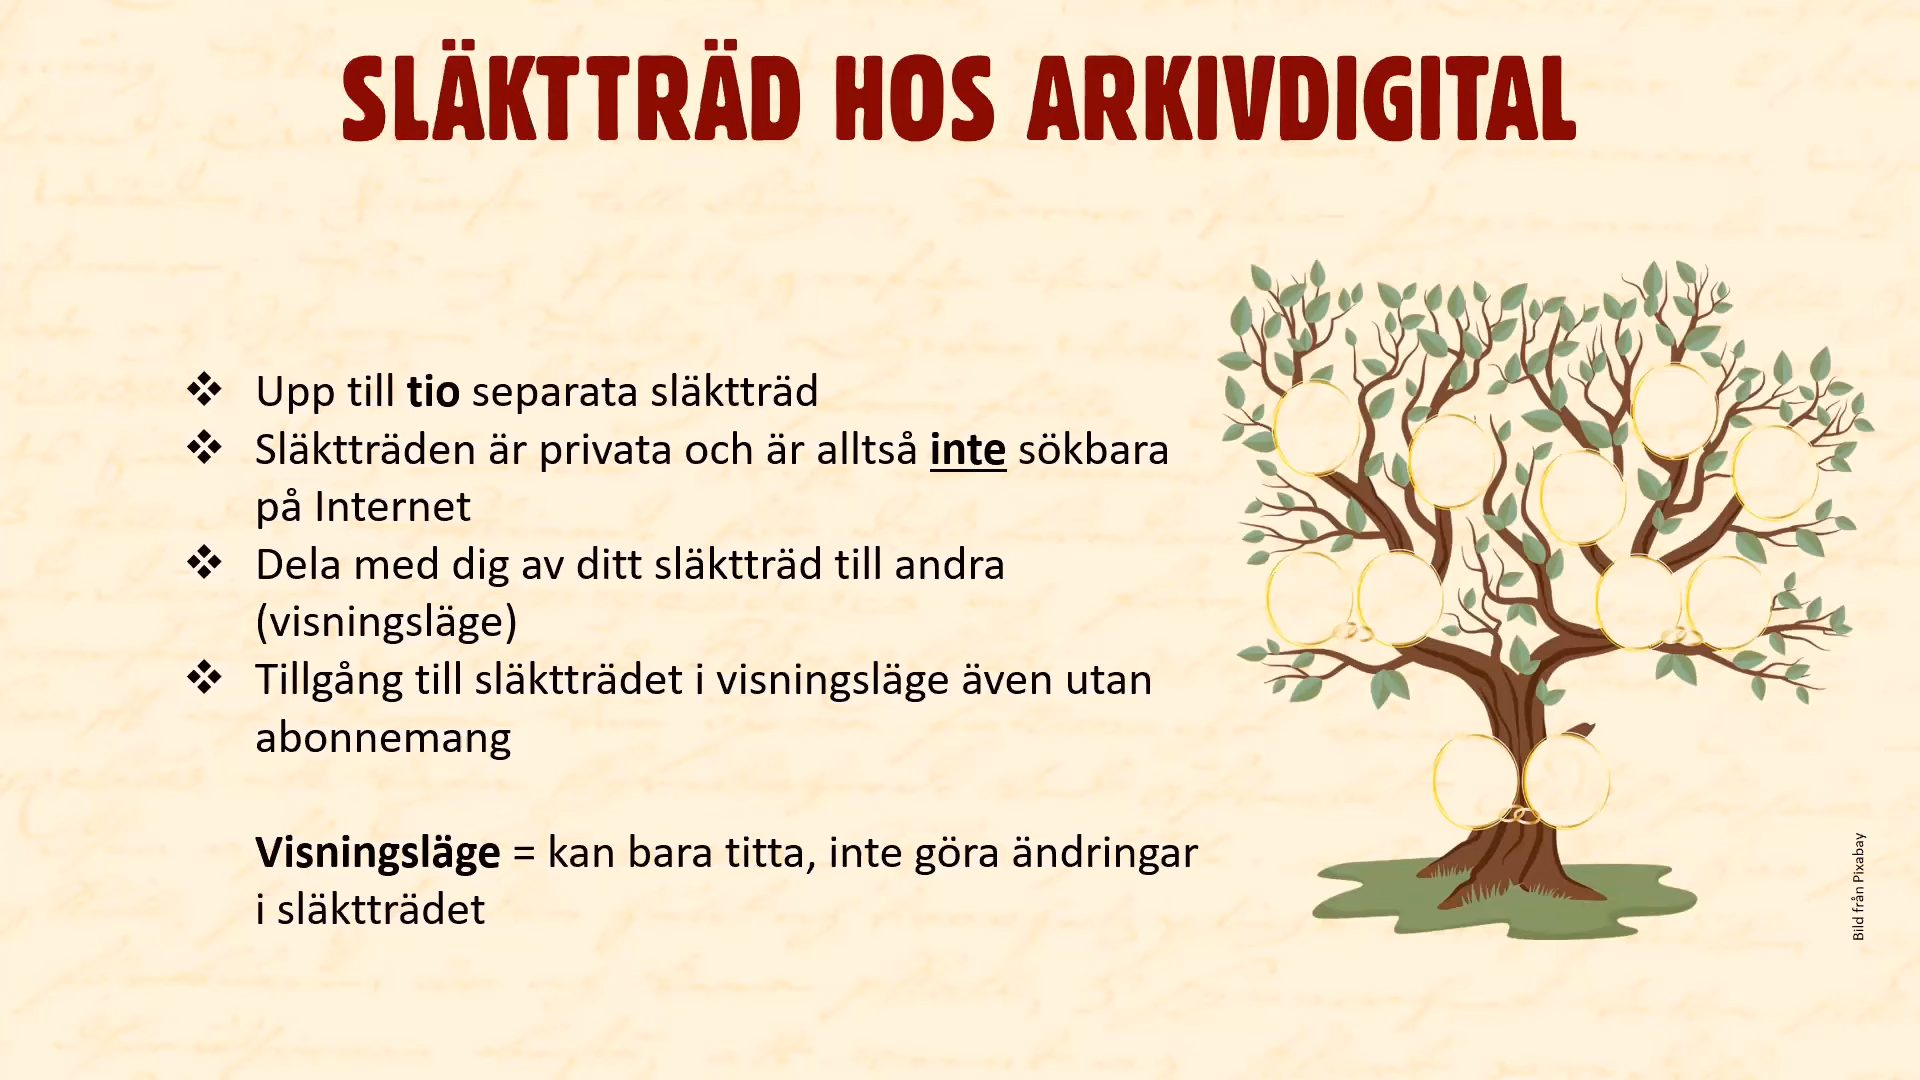 SLÄKTTRÄD HOS ARKIVDIGITAL
❖ Upp till tio separata släktträd
❖ Släktträden är privata och är alltså inte sökbara
på Internet
❖ Dela med dig av ditt släktträd till andra
(visningsläge)
❖ Tillgång till släktträdet i visningsläge även utan
abonnemang
Visningsläge = kan bara titta, inte göra ändringar
i släktträdet
Bild från Pixabay